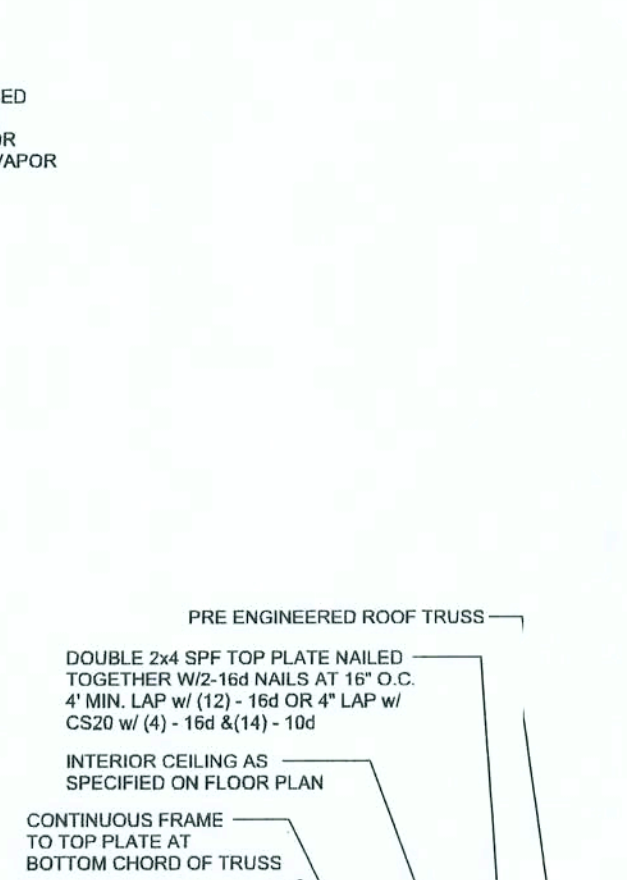 ED
OR
VAPOR
PRE ENGINEERED ROOF TRUSS
DOUBLE 2x4 SPF TOP PLATE NAILED
TOGETHER W/2-16d NAILS AT 16" O.C.
4' MIN. LAP w/ (12) - 16d OR 4" LAP w/
CS20 w/ (4) - 16d &(14) - 10d
INTERIOR CEILING AS
SPECIFIED ON FLOOR PLAN
CONTINUOUS FRAME
TO TOP PLATE AT
BOTTOM CHORD OF TRUSS